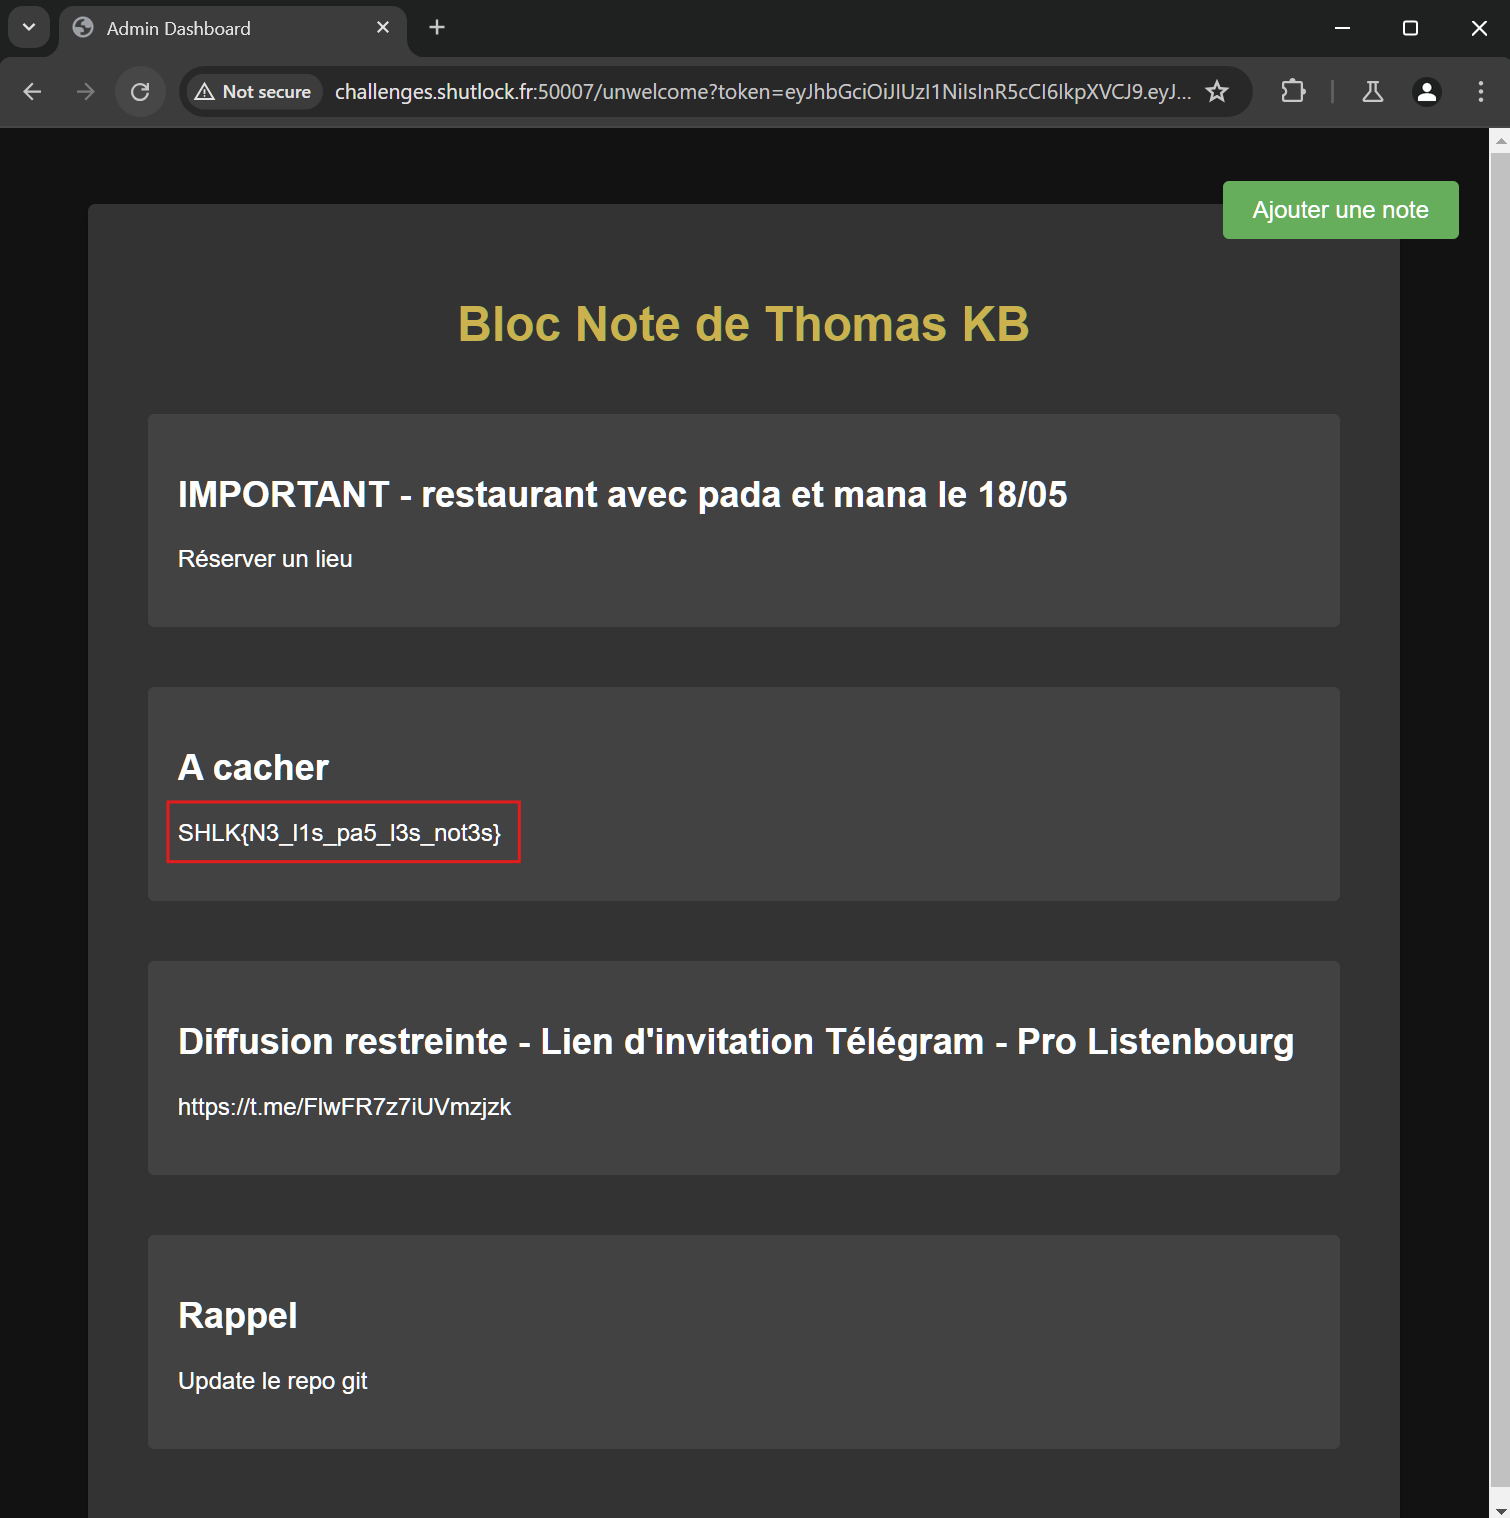 Admin Dashboard
Not secure
challenges.shutlock.fr:50007/unwelcome?token=eyJhbGciOiJIUzI1NiIsInR5cCI6IkpXVCJ9.eyJ...
Ajouter une note
Bloc Note de Thomas KB
IMPORTANT - restaurant avec pada et mana le 18/05
Réserver un lieu
A cacher
SHLK{N3_l1s_pa5_l3s_not3s}
Diffusion restreinte - Lien d'invitation Télégram - Pro Listenbourg
https://t.me/FlwFR7z7iUVmzjzk
Rappel
Update le repo git